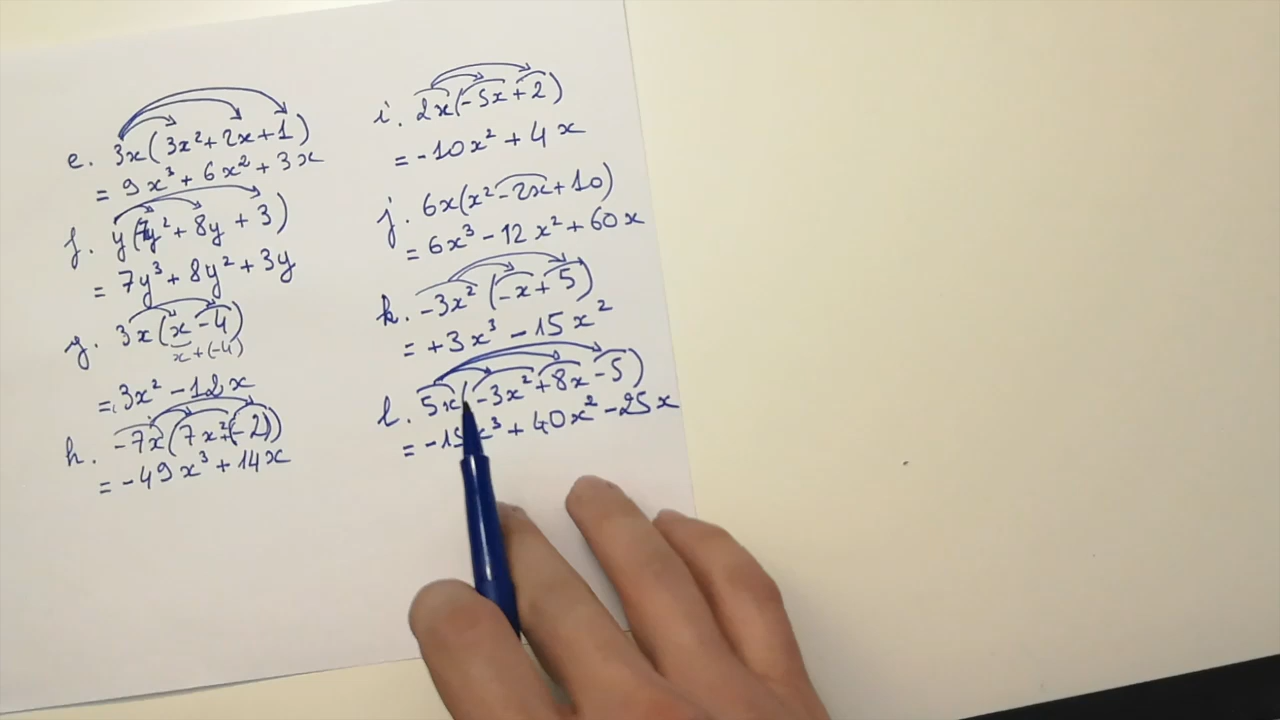 e. 3x(3x²+2x+1)
= 9x³+6x²+3x
f. y(7y²+8y+3)
= 7y³+8y²+3y
g. 3x(x-4)
x+(-4)
= 3x²-12x
h. -7x(7x²+(-2))
= -49x³+14x
i. 2x(-5x+2)
= -10x²+4x
j. 6x(x²-2x+10)
= 6x³-12x²+60x
k. -3x²(-x+5)
= +3x³-15x²
l. 5x(-3x²+8x-5)
= -15x³+40x²-25x